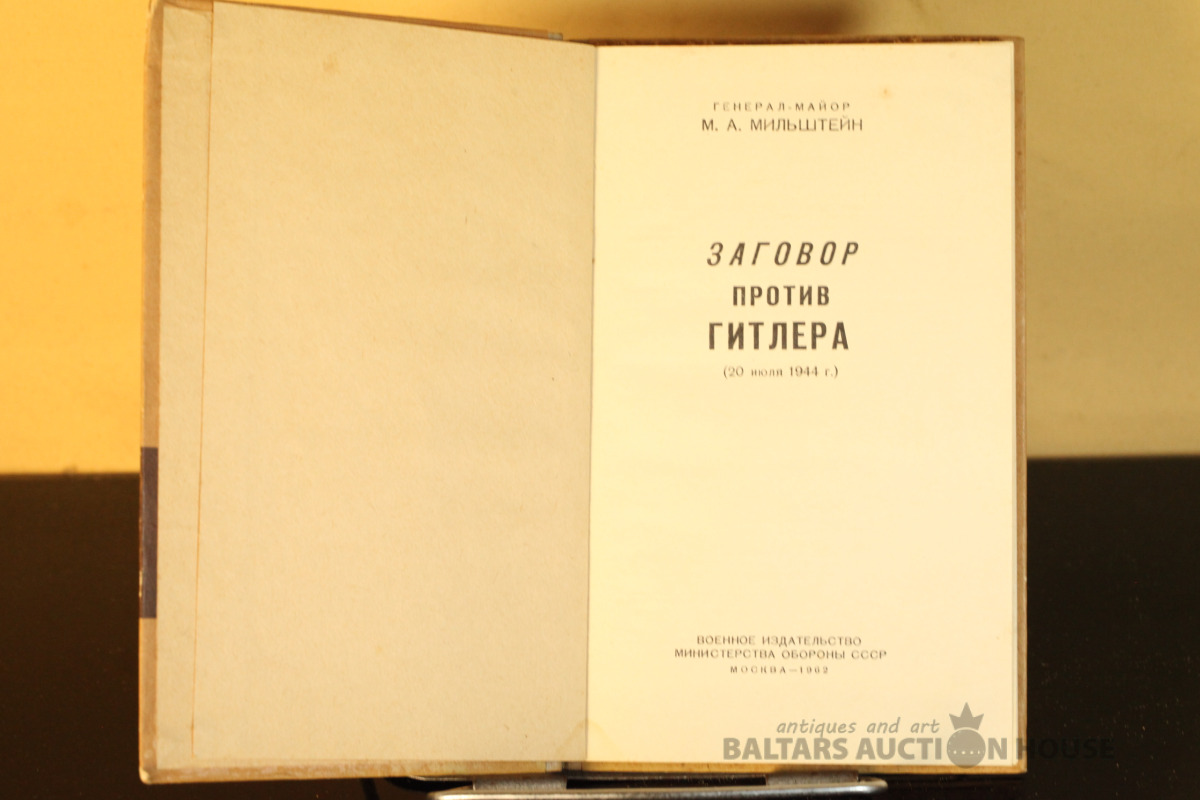 ГЕНЕРАЛ-МАЙОР
М. А. МИЛЬШТЕЙН
ЗАГОВОР
ПРОТИВ
ГИТЛЕРА
(20 июля 1944 г.)
ВОЕННОЕ ИЗДАТЕЛЬСТВО
МИНИСТЕРСТВА ОБОРОНЫ СССР
МОСКВА—1962
antiques and art
BALTARS AUCTION HOUSE